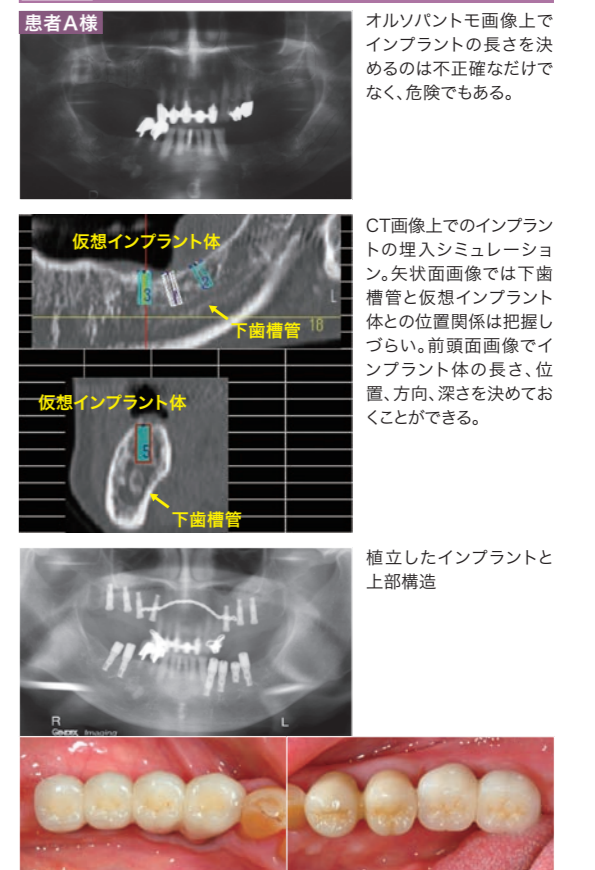 患者A様
オルソパントモ画像上で
インプラントの長さを決
めるのは不正確なだけで
なく、危険でもある。
仮想インプラント体
3
5
L
下歯槽管
18
CT画像上でのインプラン
トの埋入シミュレーショ
ン。矢状面画像では下歯
槽管と仮想インプラント
体との位置関係は把握し
づらい。前頭面画像でイ
ンプラント体の長さ、位
置、方向、深さを決めてお
くことができる。
仮想インプラント体
5
下歯槽管
植立したインプラントと
上部構造
R
L
GENDEX Imaging